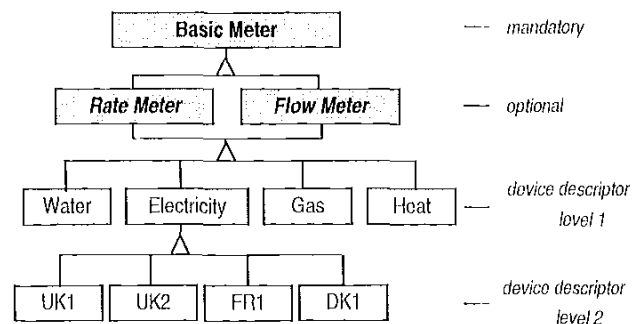 Basic Meter
mandatory
Rate Meter
Flow Meter
optional
Water
Electricity
Gas
Heat
device descriptor
level 1
UK1
UK2
FR1
DK1
device descriptor
level 2